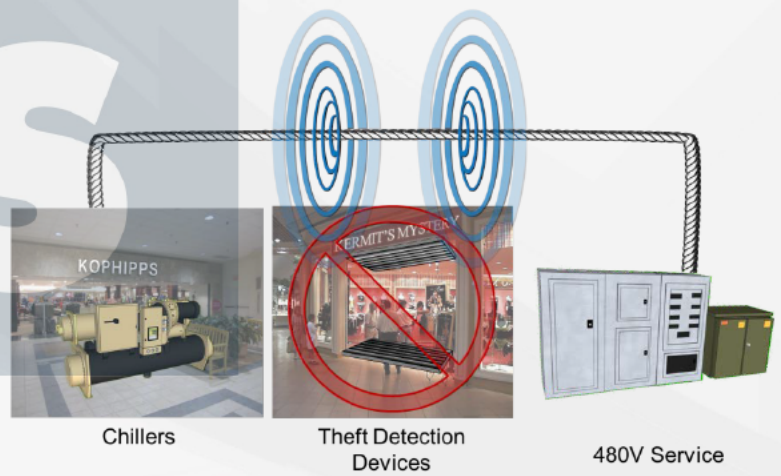 S
KOPHIPPS
KERMIT'S MYSTERY
Chillers
Theft Detection
Devices
480V Service